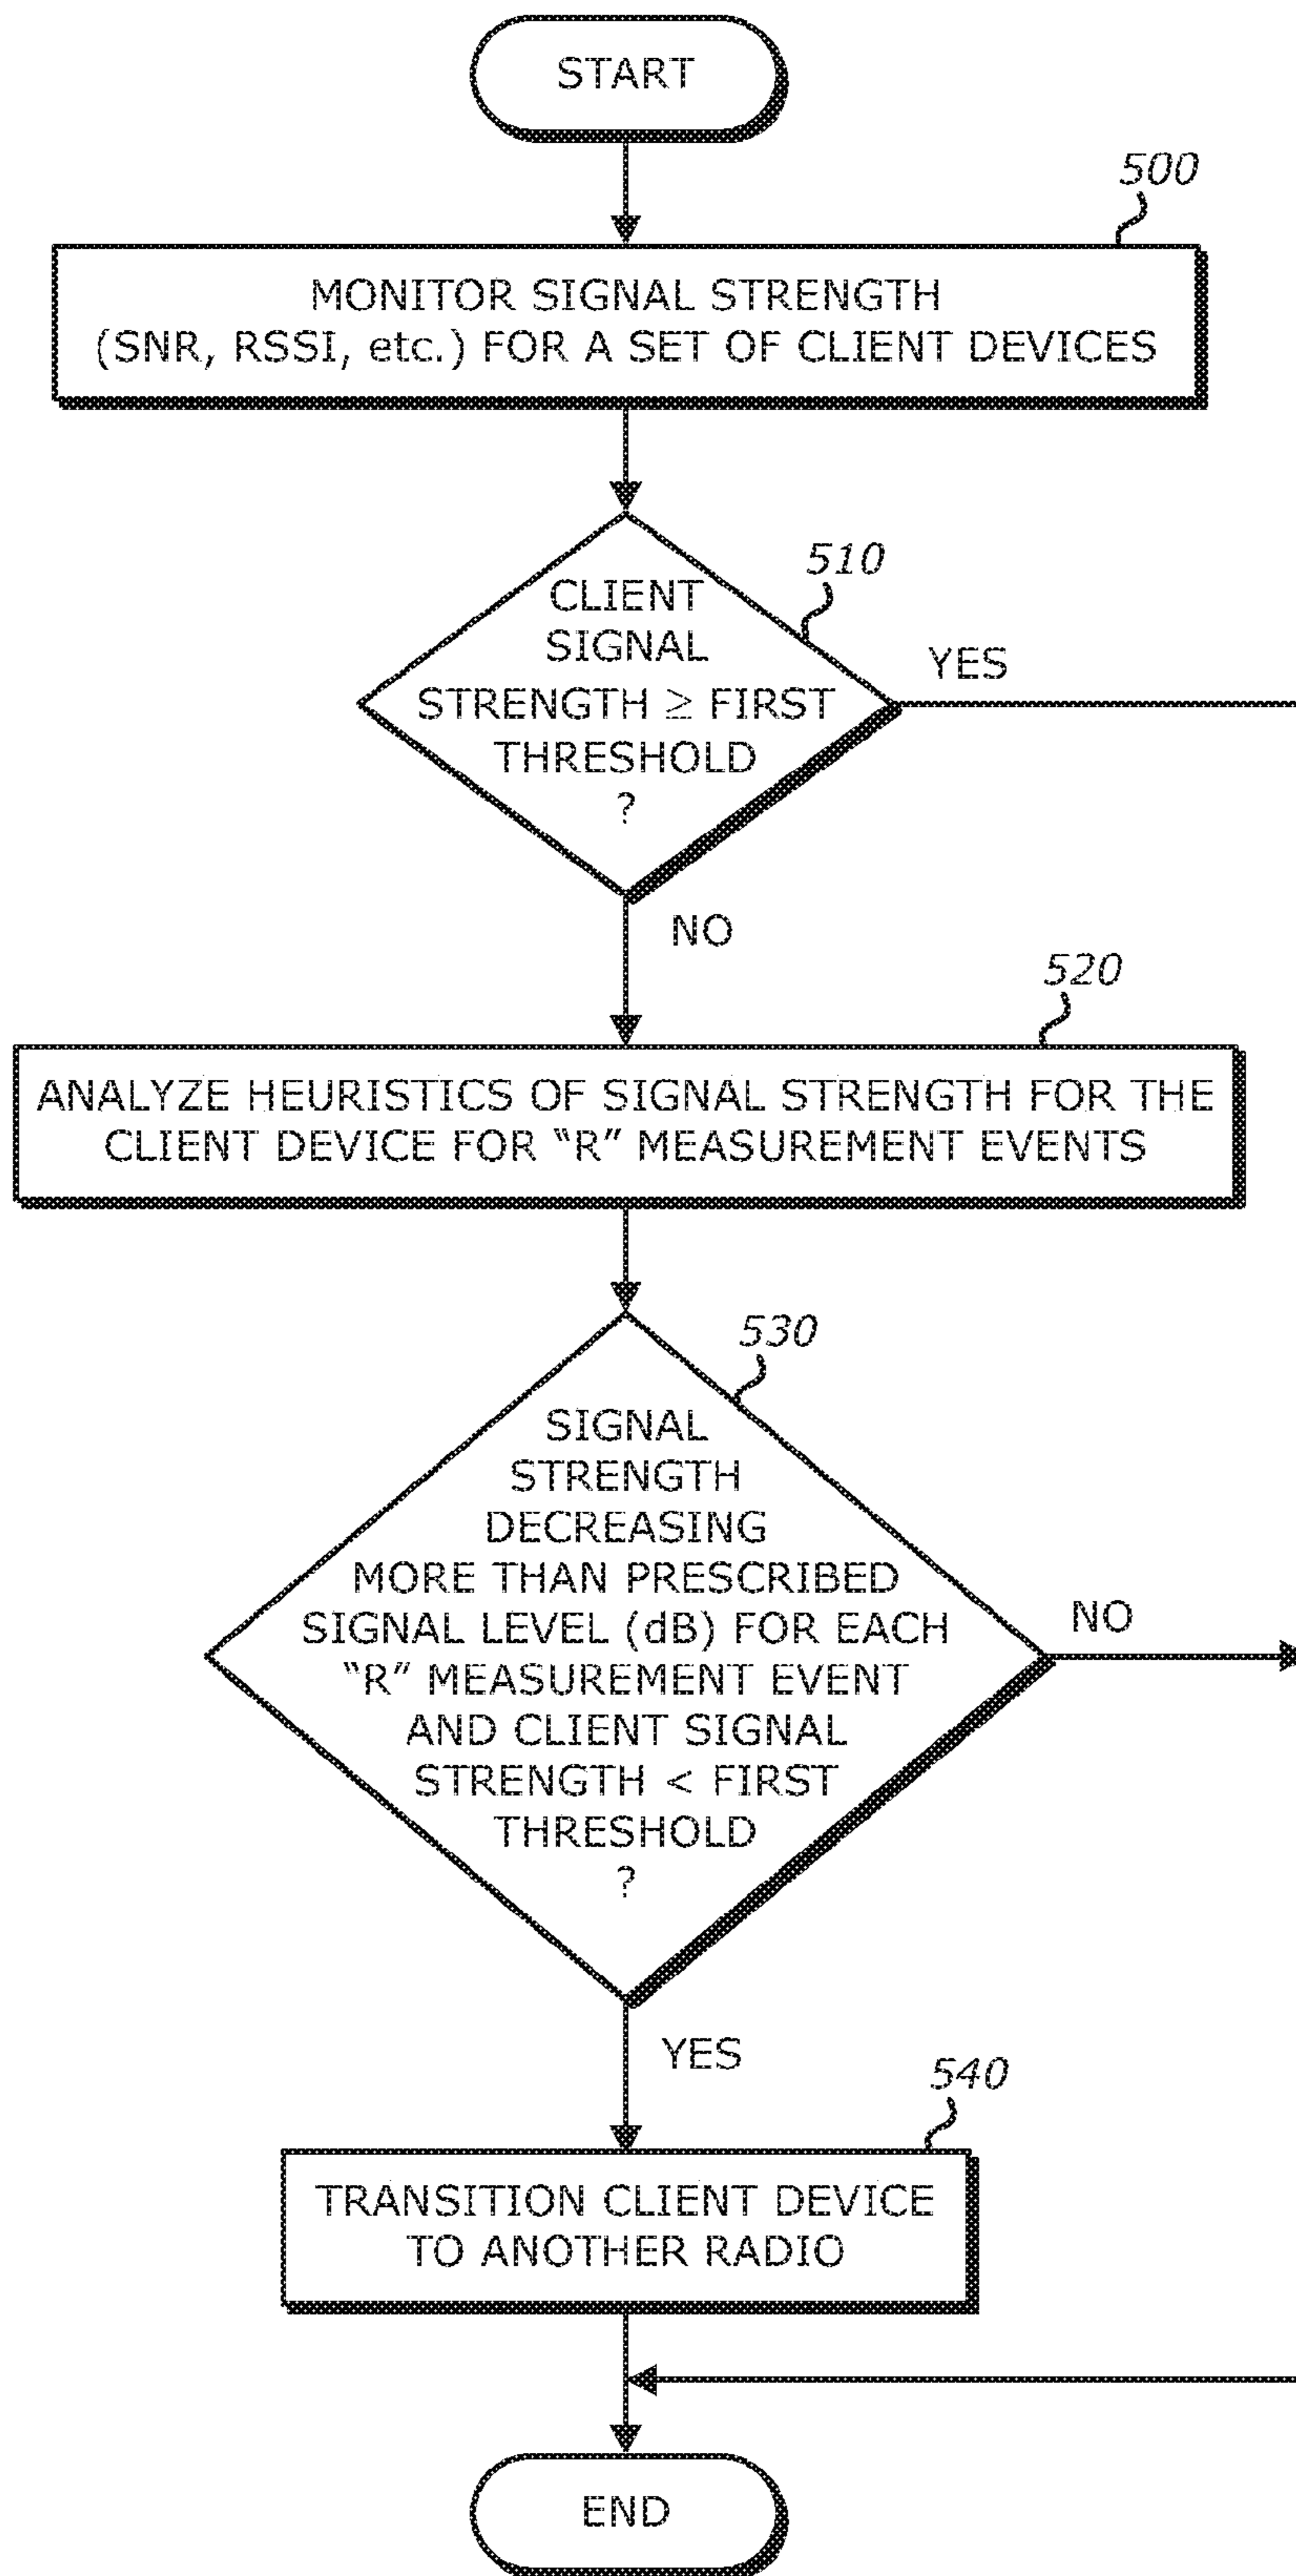 START
500
MONITOR SIGNAL STRENGTH
(SNR, RSSI, etc.) FOR A SET OF CLIENT DEVICES
510
CLIENT
SIGNAL
STRENGTH ≥ FIRST
THRESHOLD
?
YES
NO
520
ANALYZE HEURISTICS OF SIGNAL STRENGTH FOR THE
CLIENT DEVICE FOR “R” MEASUREMENT EVENTS
530
SIGNAL
STRENGTH
DECREASING
MORE THAN PRESCRIBED
SIGNAL LEVEL (dB) FOR EACH
“R” MEASUREMENT EVENT
AND CLIENT SIGNAL
STRENGTH < FIRST
THRESHOLD
?
NO
YES
540
TRANSITION CLIENT DEVICE
TO ANOTHER RADIO
END